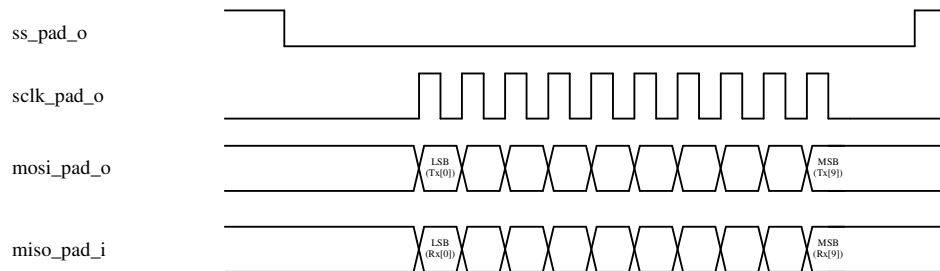 ss_pad_o
sclk_pad_o
mosi_pad_o
LSB
(Tx[0])
MSB
(Tx[9])
miso_pad_i
LSB
(Rx[0])
MSB
(Rx[9])